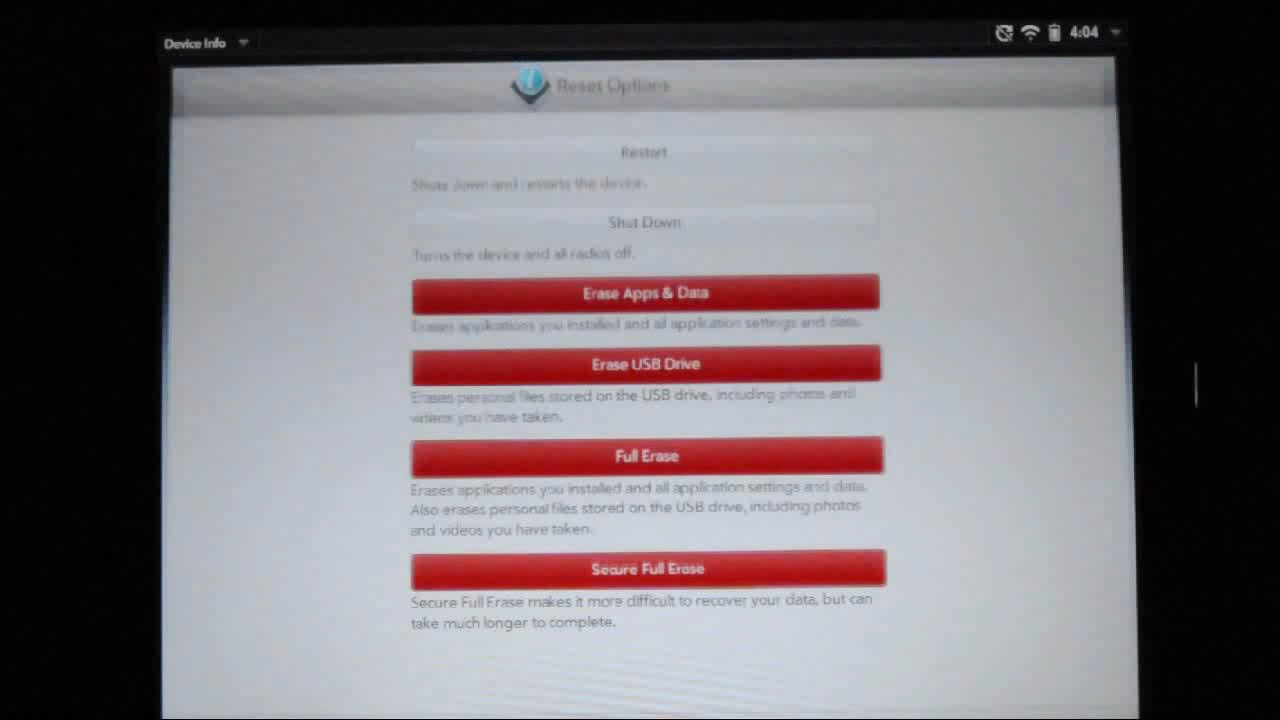 Device Info
4:04
Reset Options
Restart
Shuts down and restarts the device.
Shut Down
Turns the device and all radios off.
Erase Apps & Data
Erases applications you installed and all application settings and data.
Erase USB Drive
Erases personal files stored on the USB drive, including photos and
videos you have taken.
Full Erase
Erases applications you installed and all application settings and data.
Also erases personal files stored on the USB drive, including photos
and videos you have taken.
Secure Full Erase
Secure Full Erase makes it more difficult to recover your data, but can
take much longer to complete.